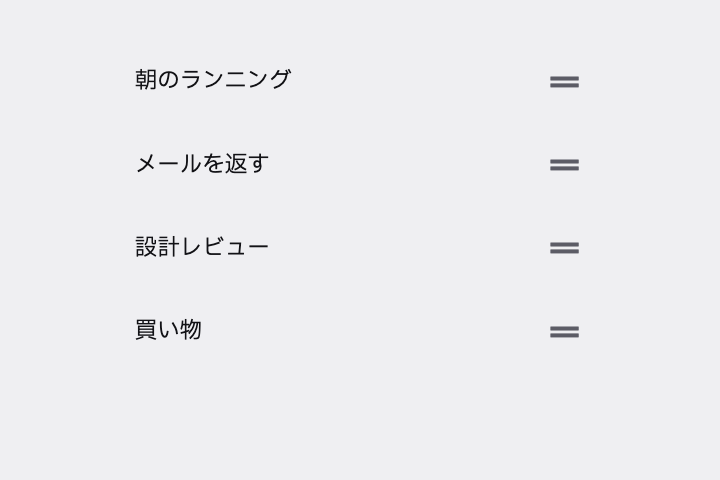 朝のランニング
メールを返す
設計レビュー
買い物